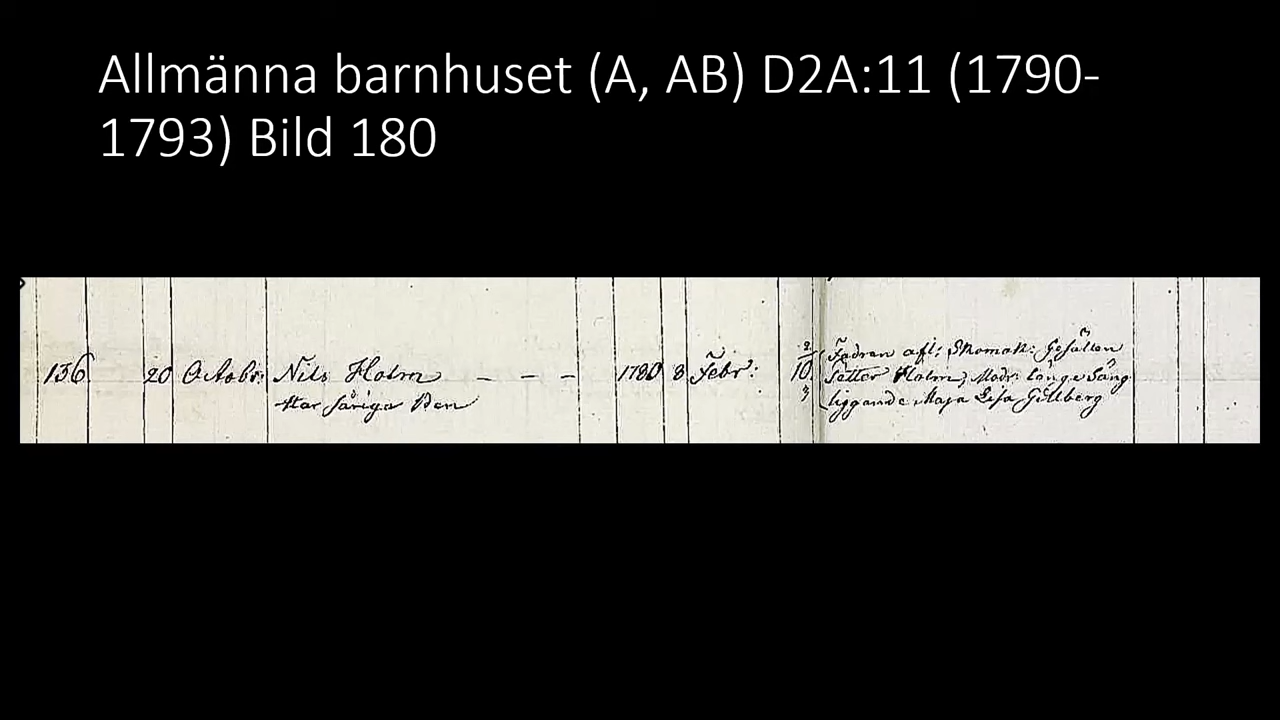 Allmänna barnhuset (A, AB) D2A:11 (1790-
1793) Bild 180
Fadren afl: Skomak: Gesällen
136 20 Octobr: Nils Holm – – – 1780 8 Febr: 10 Petter Holm, Modr: länge Säng
Har såriga Ben liggande Maja Lisa Gillberg